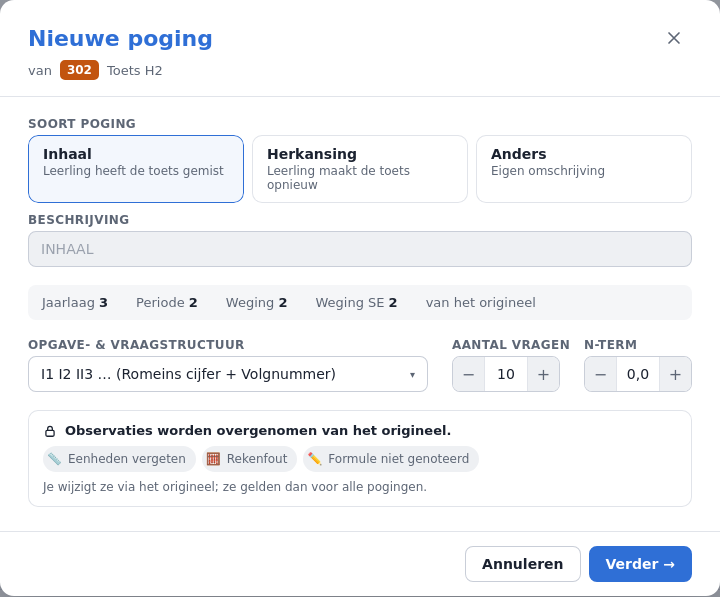 Nieuwe poging
van 302 Toets H2
SOORT POGING
Inhaal
Leerling heeft de toets gemist
Herkansing
Leerling maakt de toets
opnieuw
Anders
Eigen omschrijving
BESCHRIJVING
INHAAL
Jaarlaag 3 Periode 2 Weging 2 Weging SE 2 van het origineel
OPGAVE- & VRAAGSTRUCTUUR
I1 I2 II3 … (Romeins cijfer + Volgnummer)
AANTAL VRAGEN
− 10 +
N-TERM
− 0,0 +
Observaties worden overgenomen van het origineel.
Eenheden vergeten Rekenfout Formule niet genoteerd
Je wijzigt ze via het origineel; ze gelden dan voor alle pogingen.
Annuleren Verder →